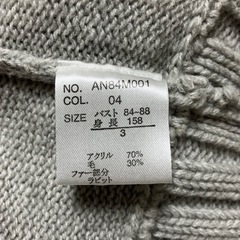 NO. AN84M001
COL. 04
SIZE バスト 84-88
身長 158
3
アクリル 70%
毛 30%
ファー部分
ラビット